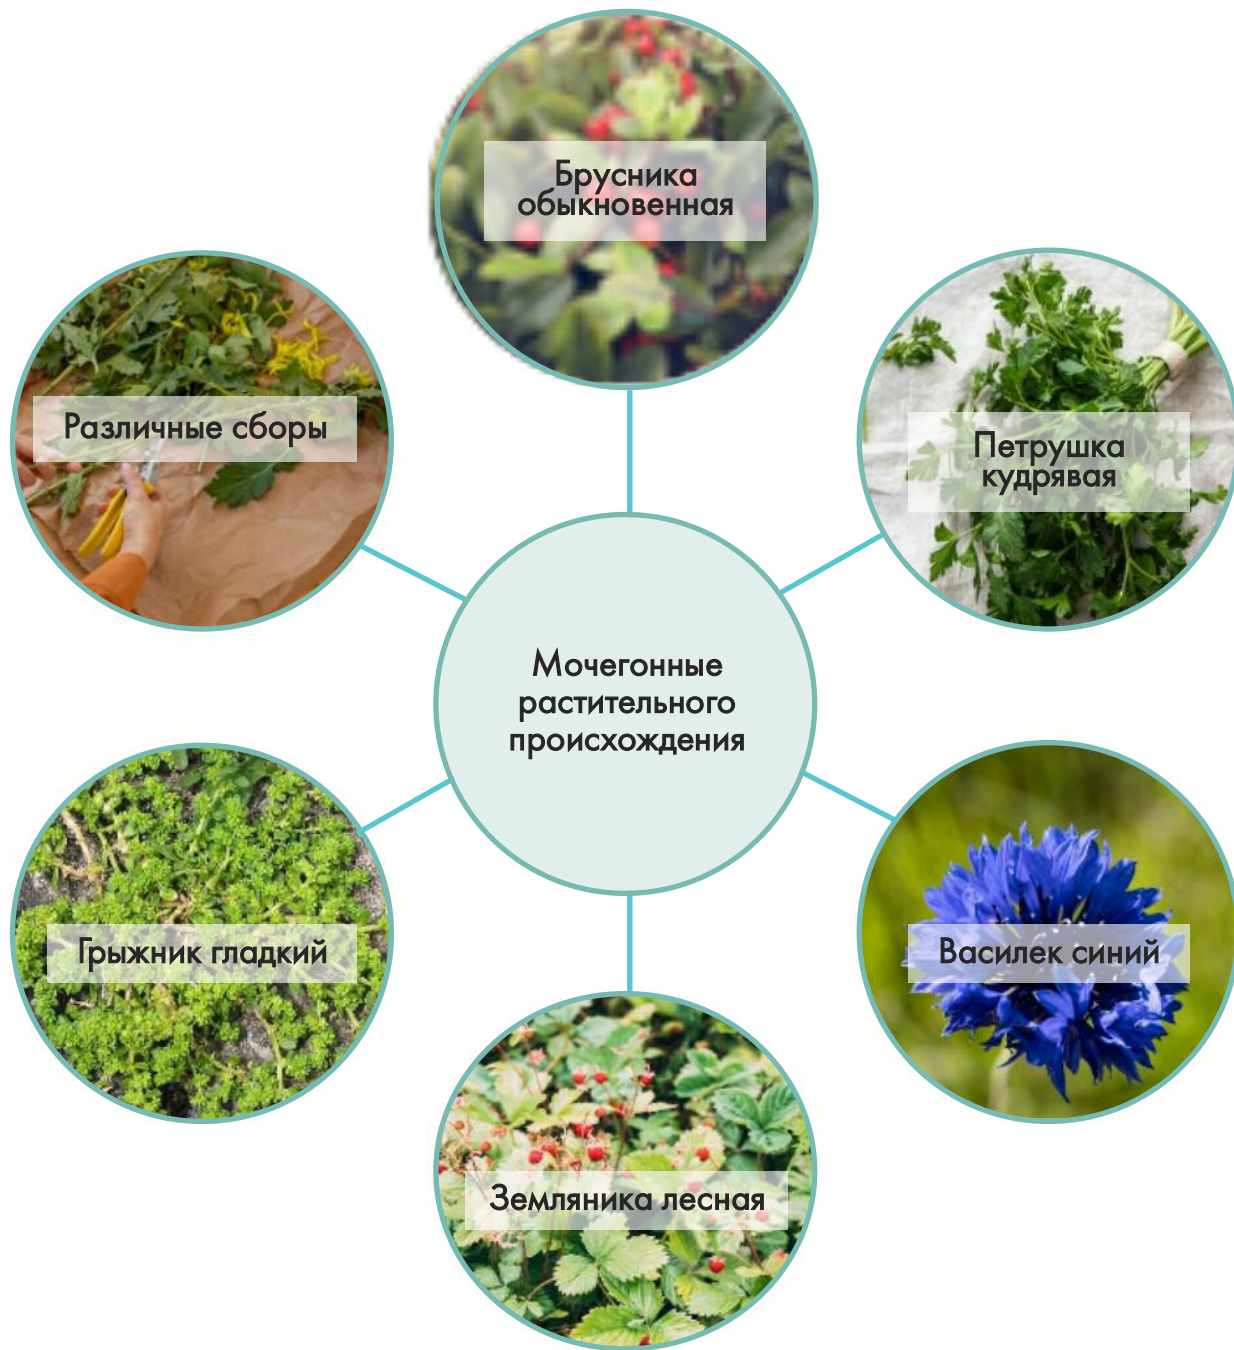 Брусника
обыкновенная
Различные сборы
Петрушка
кудрявая
Мочегонные
растительного
происхождения
Грыжник гладкий
Василек синий
Земляника лесная